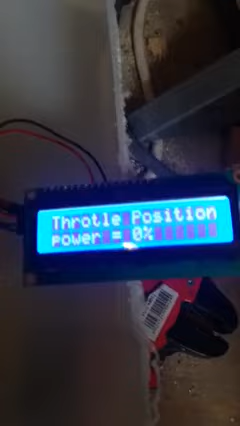 Throtle Position
power = 0%